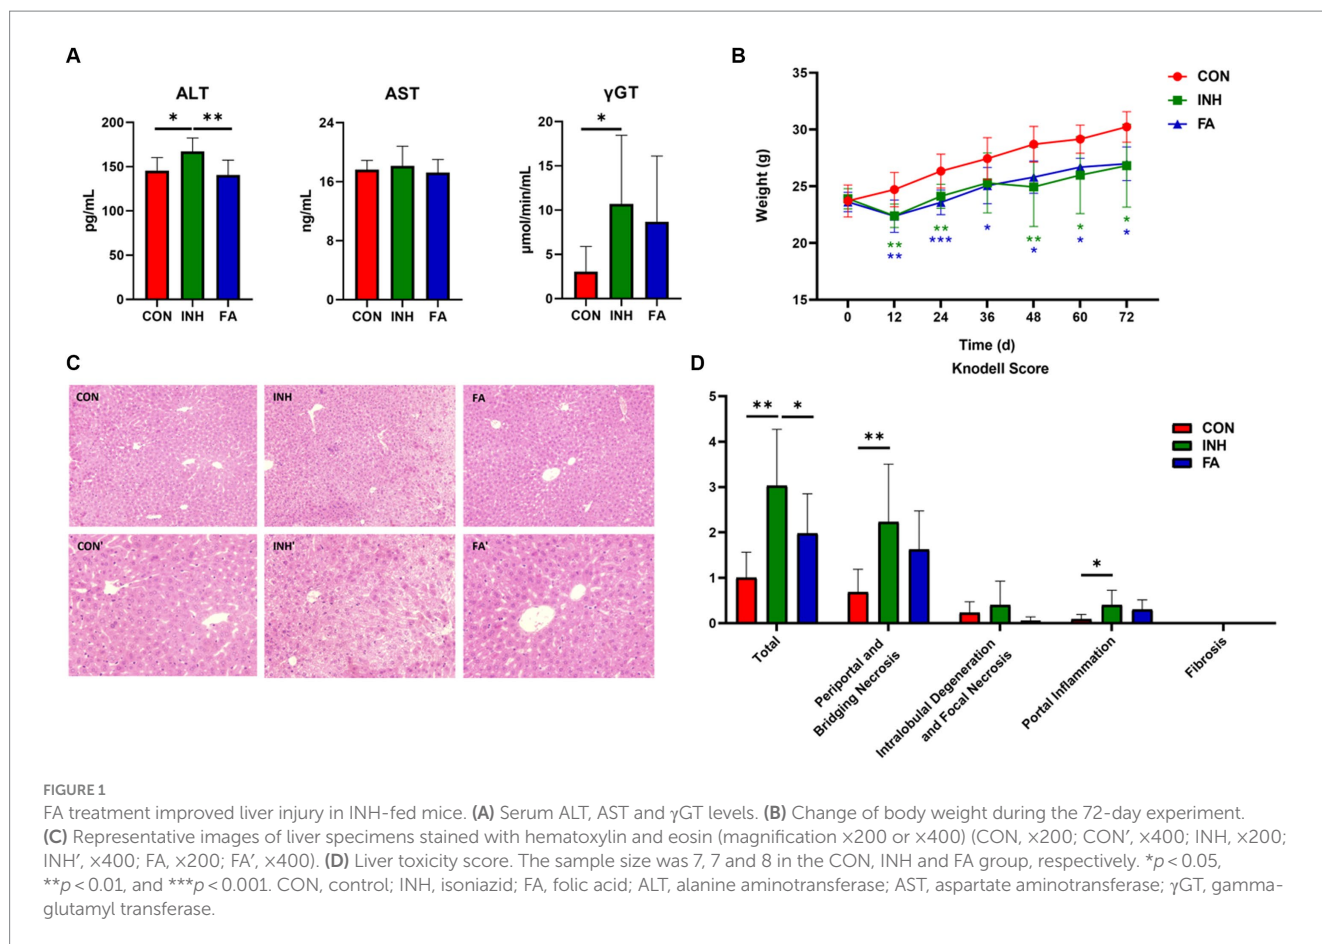 A
ALT
* **
200
150
100
50
0
pg/mL
CON INH FA
AST
24
16
8
0
ng/mL
CON INH FA
γGT
*
20
15
10
5
0
μmol/min/mL
CON INH FA
B
35
30
25
20
15
Weight (g)
CON
INH
FA
** ** * ** * *
** *** * * * *
0 12 24 36 48 60 72
Time (d)
C
CON
INH
FA
CON'
INH'
FA'
D
Knodell Score
5
4
3
2
1
0
** *
**
*
CON
INH
FA
Total
Periportal and
Bridging Necrosis
Intralobulal Degeneration
and Focal Necrosis
Portal Inflammation
Fibrosis
FIGURE 1
FA treatment improved liver injury in INH-fed mice. (A) Serum ALT, AST and γGT levels. (B) Change of body weight during the 72-day experiment.
(C) Representative images of liver specimens stained with hematoxylin and eosin (magnification ×200 or ×400) (CON, ×200; CON′, ×400; INH, ×200;
INH′, ×400; FA, ×200; FA′, ×400). (D) Liver toxicity score. The sample size was 7, 7 and 8 in the CON, INH and FA group, respectively. *p < 0.05,
**p < 0.01, and ***p < 0.001. CON, control; INH, isoniazid; FA, folic acid; ALT, alanine aminotransferase; AST, aspartate aminotransferase; γGT, gamma-
glutamyl transferase.